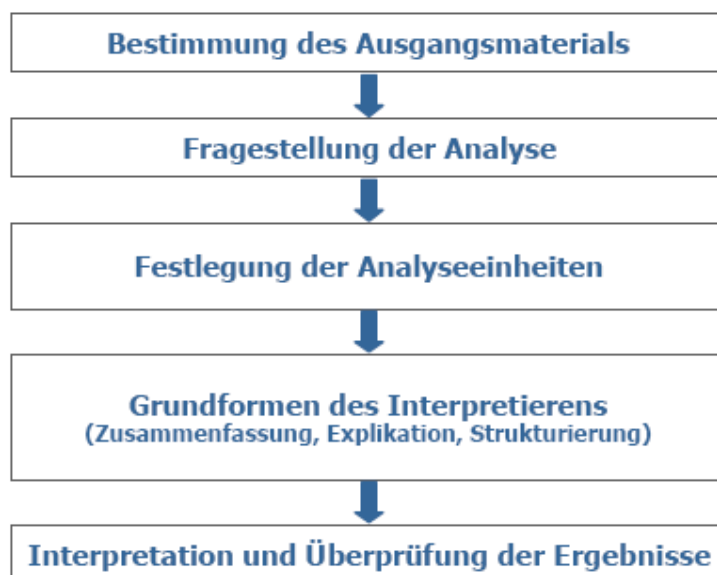 Bestimmung des Ausgangsmaterials
Fragestellung der Analyse
Festlegung der Analyseeinheiten
Grundformen des Interpretierens
(Zusammenfassung, Explikation, Strukturierung)
Interpretation und Überprüfung der Ergebnisse